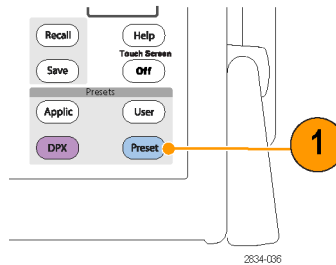 Recall
Help
Touch Screen
Save
Off
Presets
Applic
User
DPX
Preset
1
2834-036